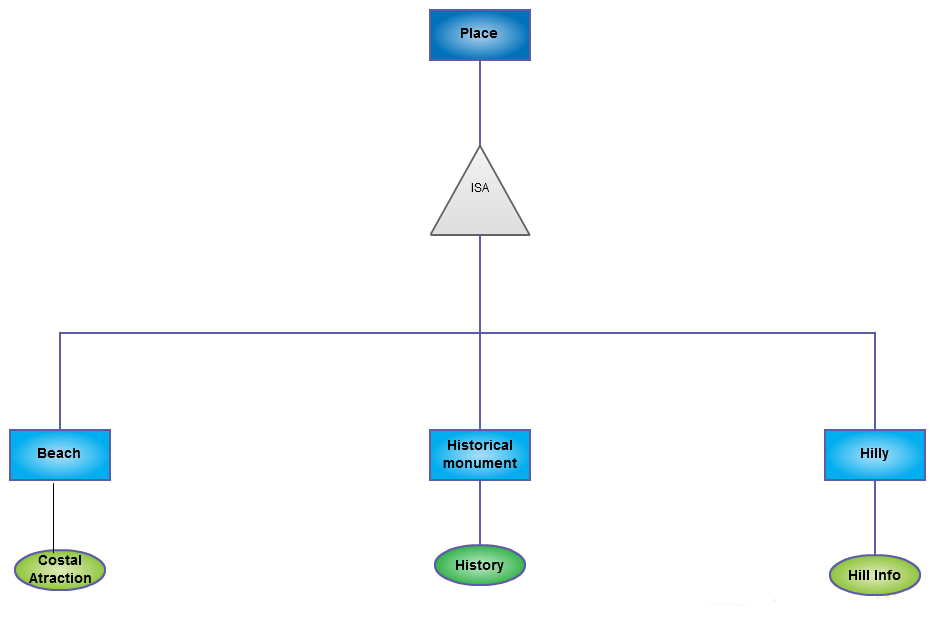 Place
ISA
Beach
Historical
monument
Hilly
Costal
Atraction
History
Hill Info